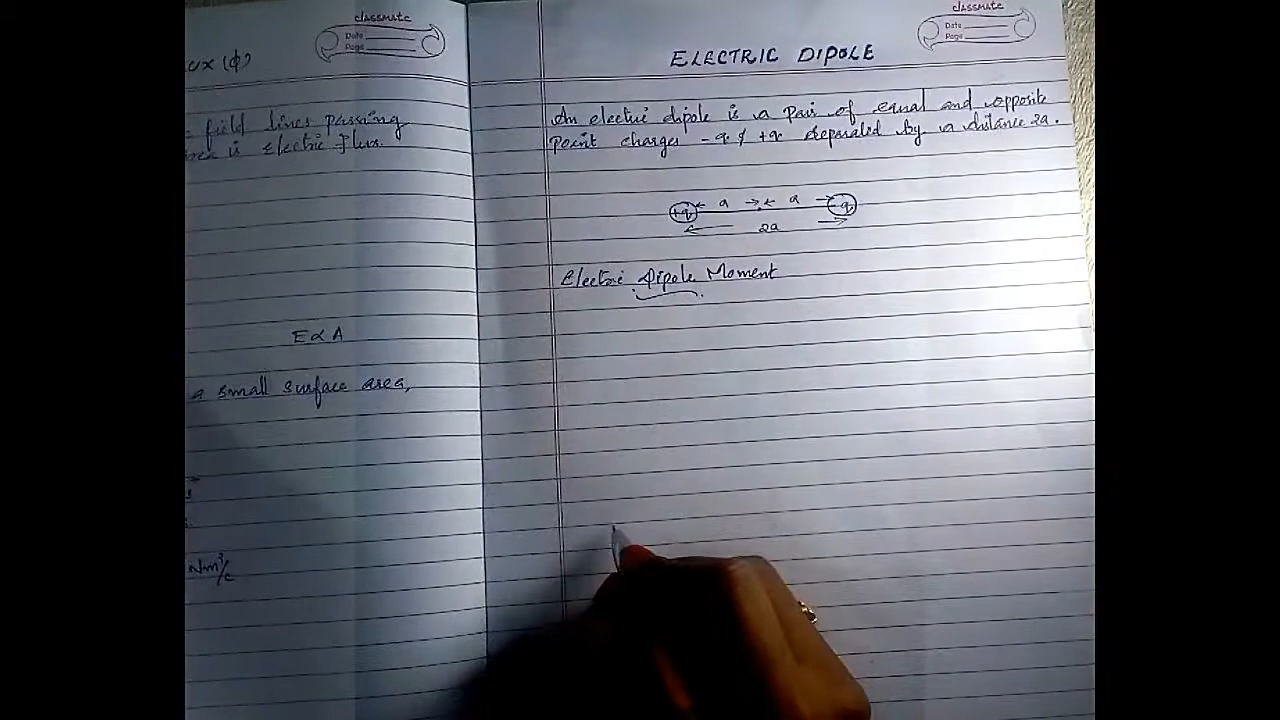 classmate
Date
Page
ux (ϕ)
field lines passing
is electric flux.
E ∝ A
a small surface area,
Nm²/c
classmate
Date
Page
ELECTRIC DIPOLE
An electric dipole is a pair of equal and opposite
point charges -q & +q separated by a distance 2a.
+q a a -q
2a
Electric Dipole Moment